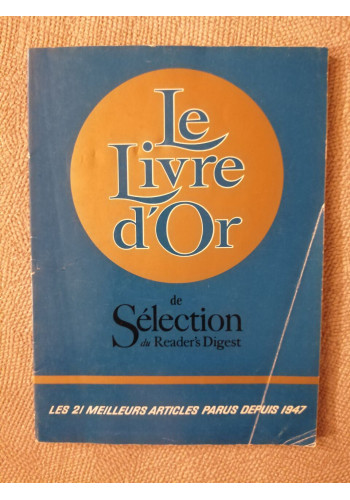 Le
Livre
d'Or
de
Sélection
du Reader's Digest
LES 21 MEILLEURS ARTICLES PARUS DEPUIS 1947